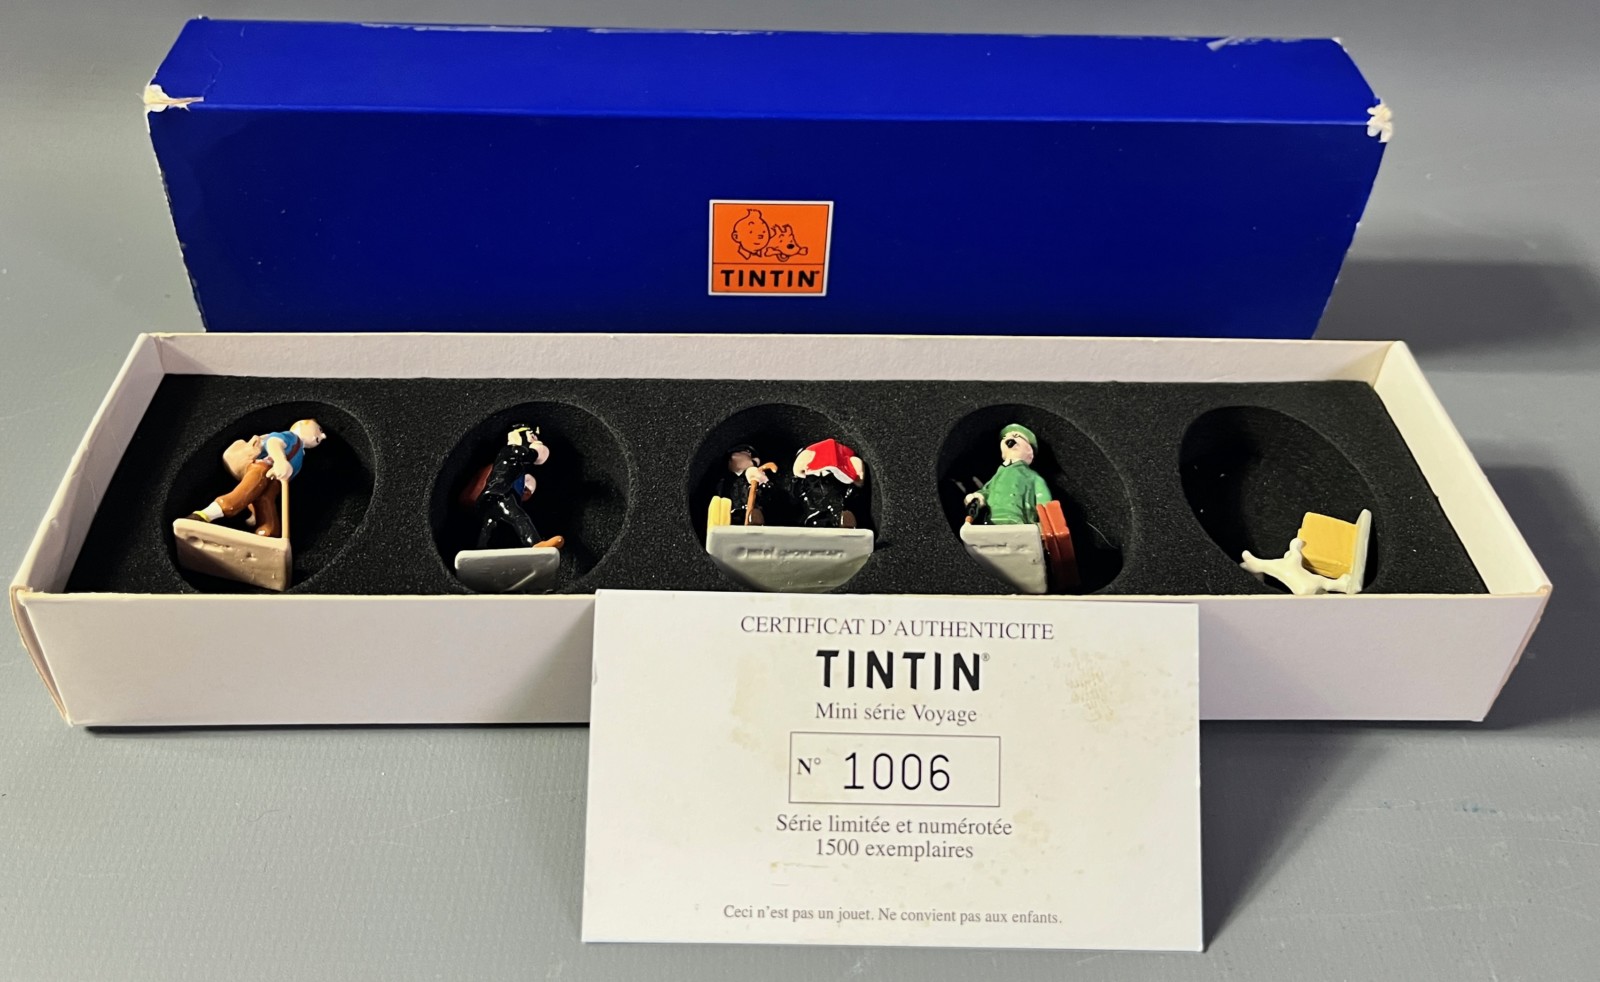 TINTIN®
CERTIFICAT D'AUTHENTICITE
TINTIN®
Mini série Voyage
N° 1006
Série limitée et numérotée
1500 exemplaires
Ceci n'est pas un jouet. Ne convient pas aux enfants.